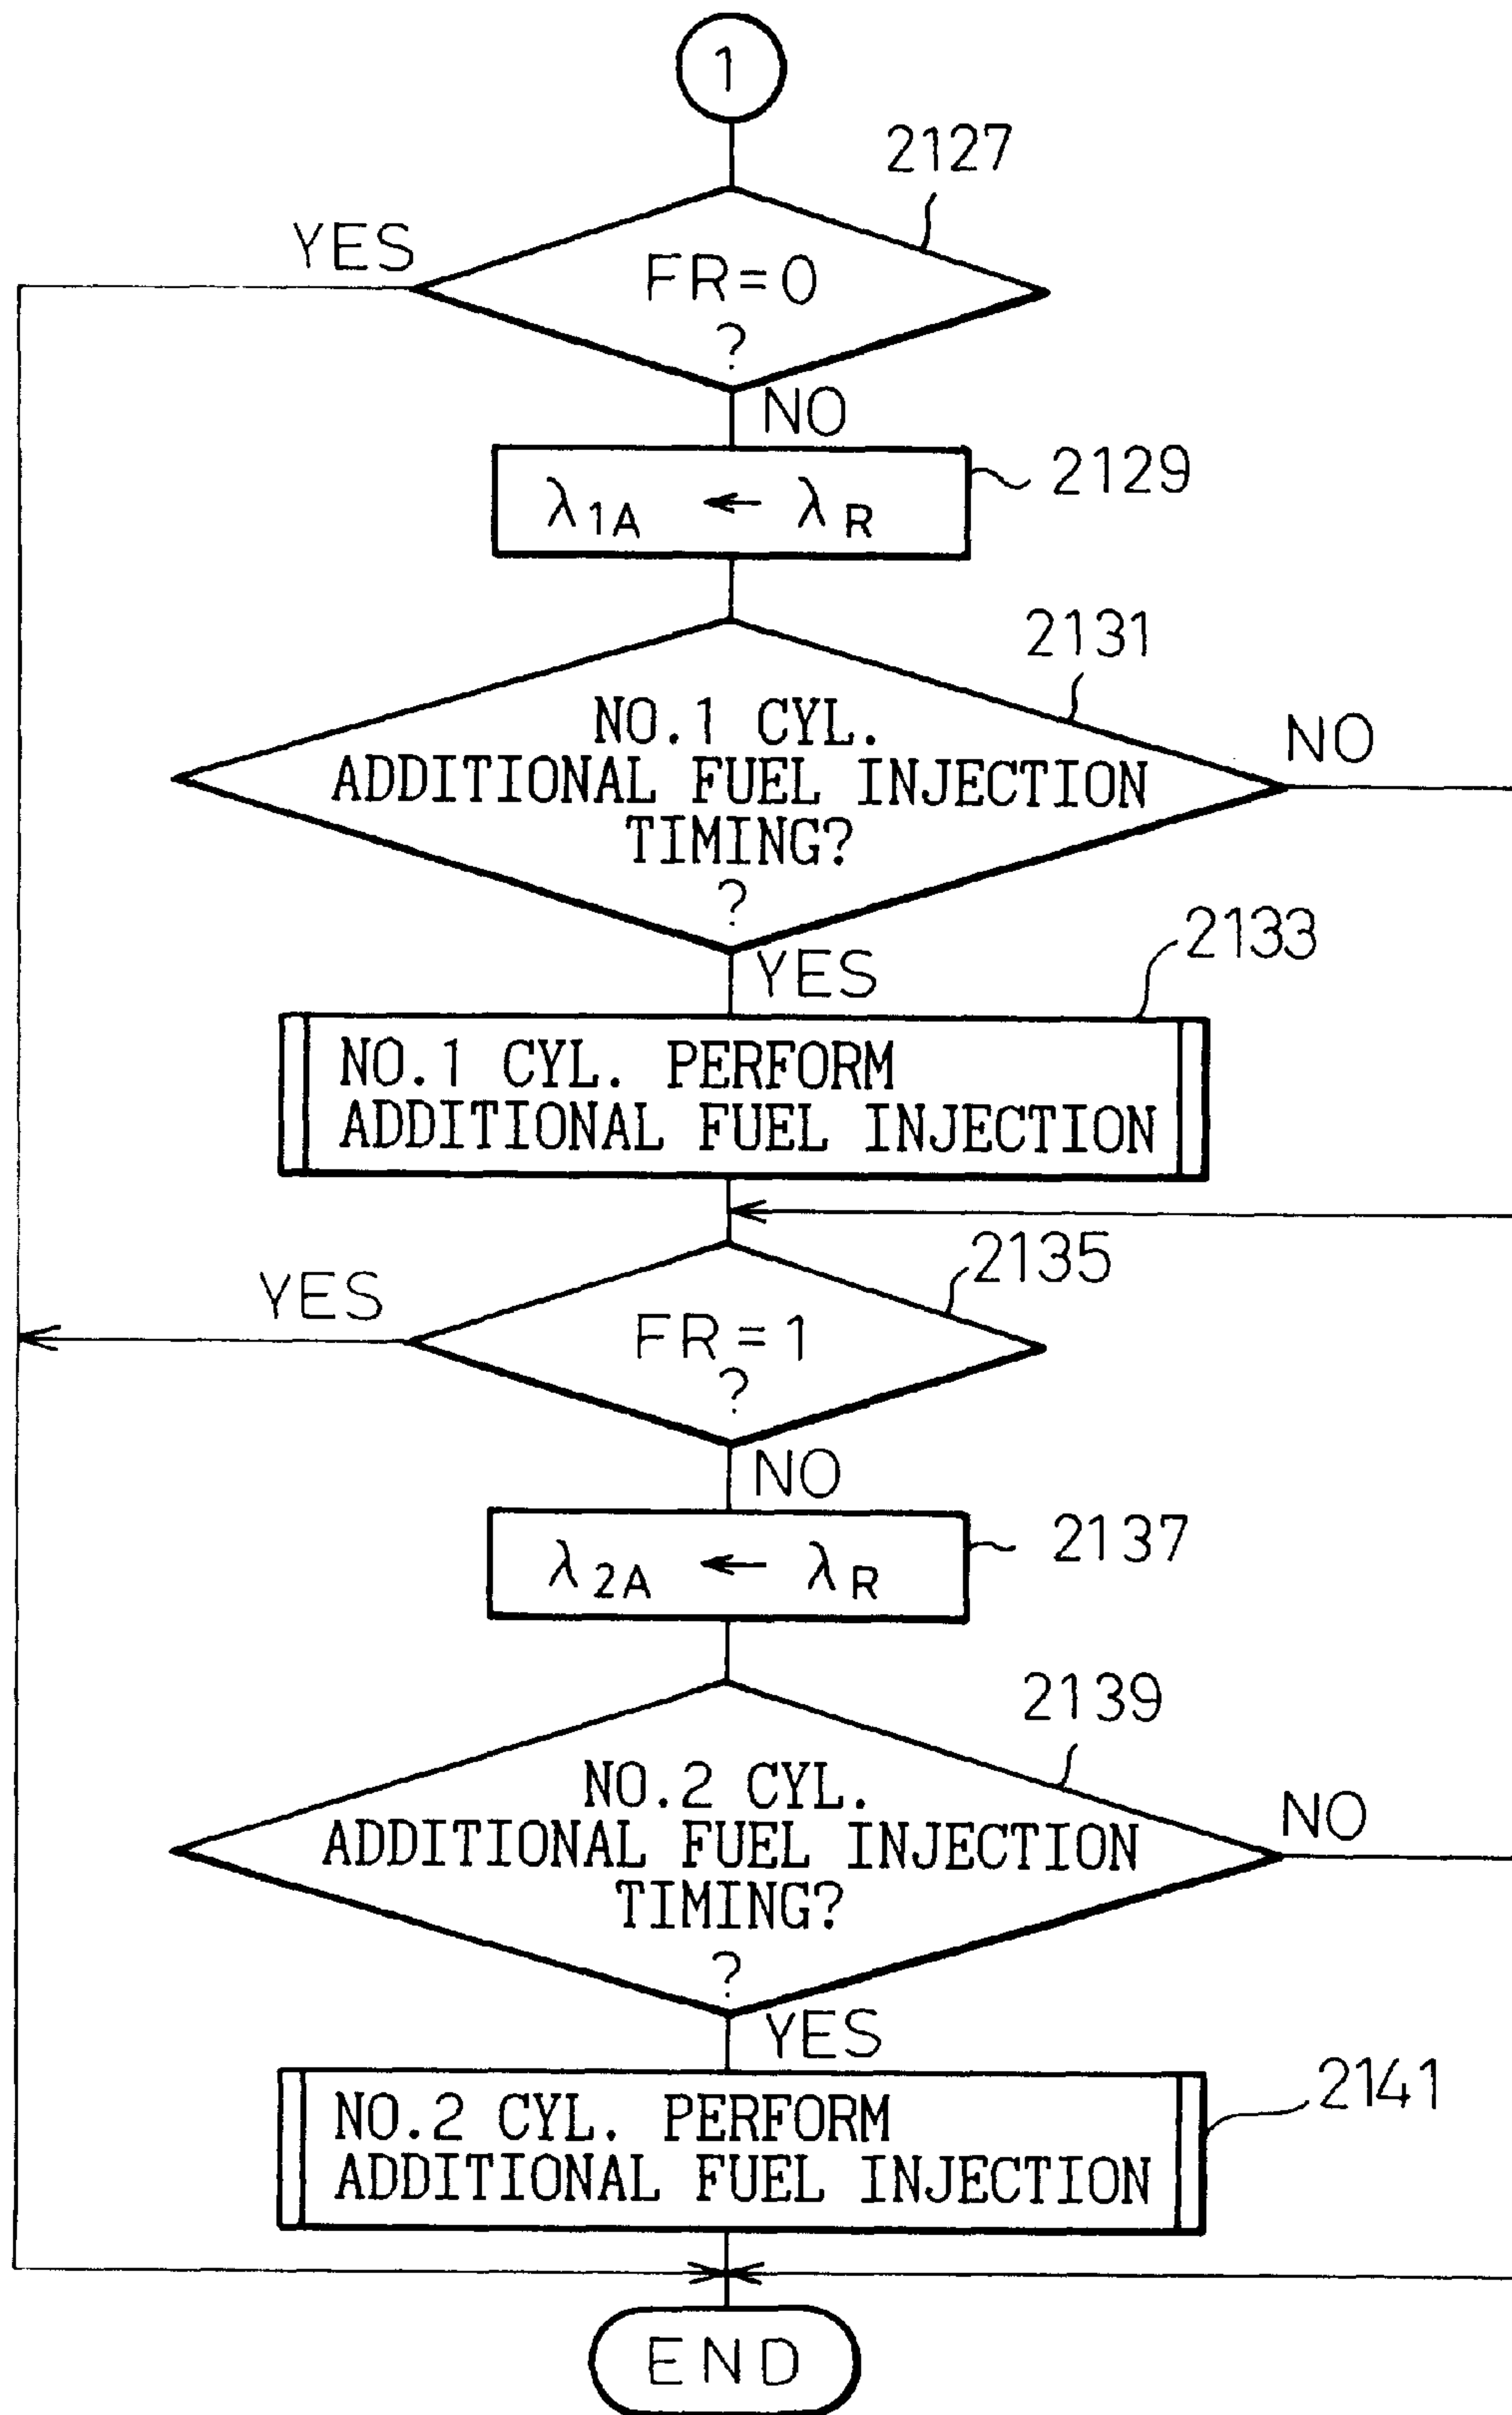 1
2127
YES
FR=0
?
NO
2129
λ1A ← λR
2131
NO.1 CYL.
NO
ADDITIONAL FUEL INJECTION
TIMING?
?
YES
2133
NO.1 CYL. PERFORM
ADDITIONAL FUEL INJECTION
2135
YES
FR=1
?
NO
2137
λ2A ← λR
2139
NO.2 CYL.
NO
ADDITIONAL FUEL INJECTION
TIMING?
?
YES
2141
NO.2 CYL. PERFORM
ADDITIONAL FUEL INJECTION
END